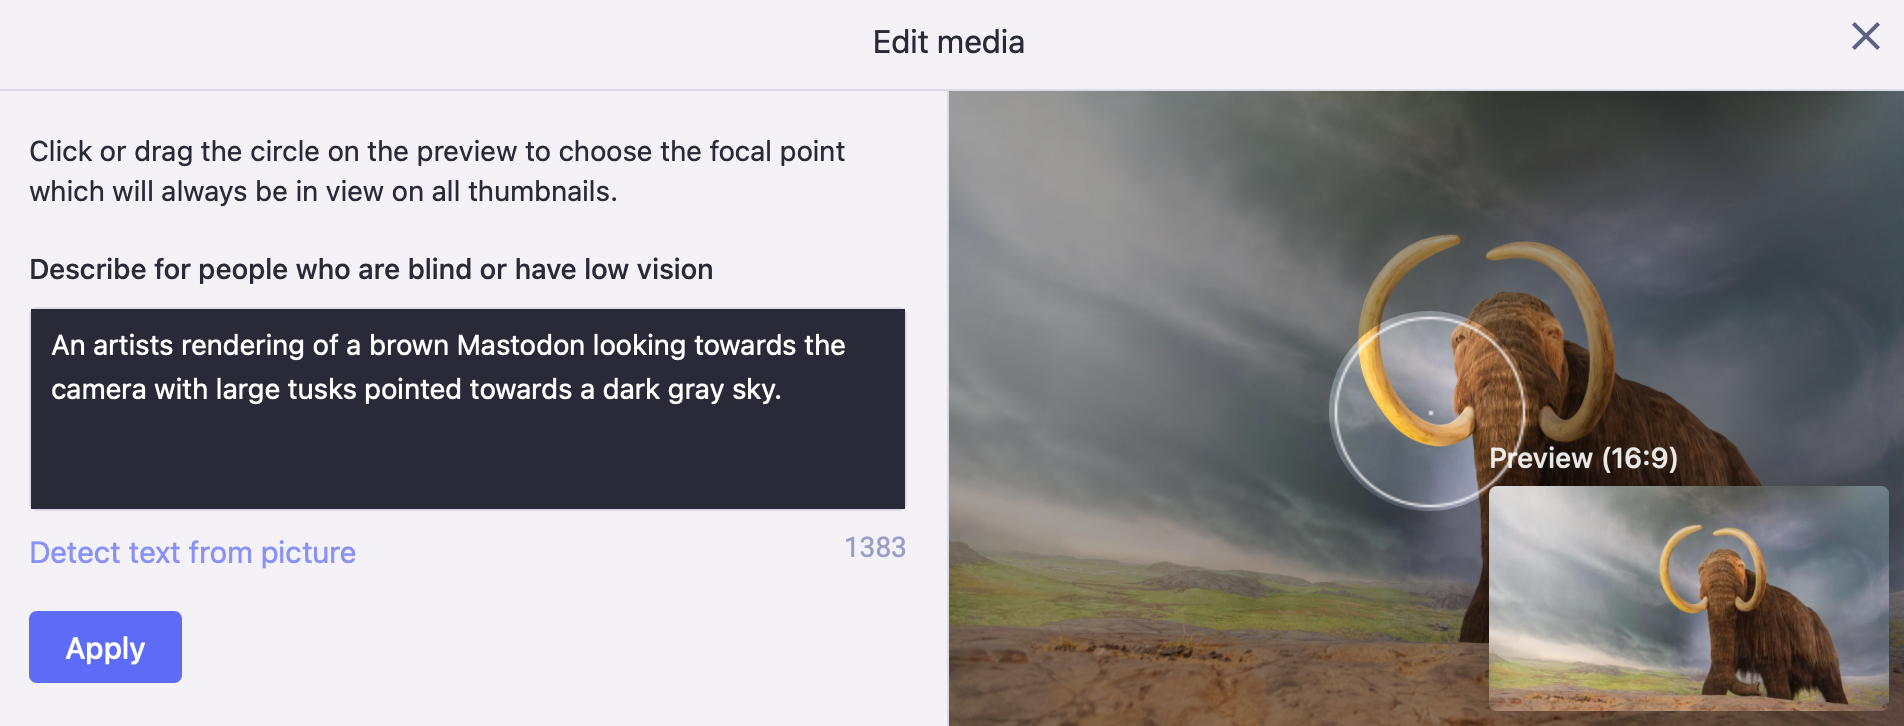 Edit media
Click or drag the circle on the preview to choose the focal point
which will always be in view on all thumbnails.
Describe for people who are blind or have low vision
An artists rendering of a brown Mastodon looking towards the
camera with large tusks pointed towards a dark gray sky.
Detect text from picture
1383
Apply
Preview (16:9)